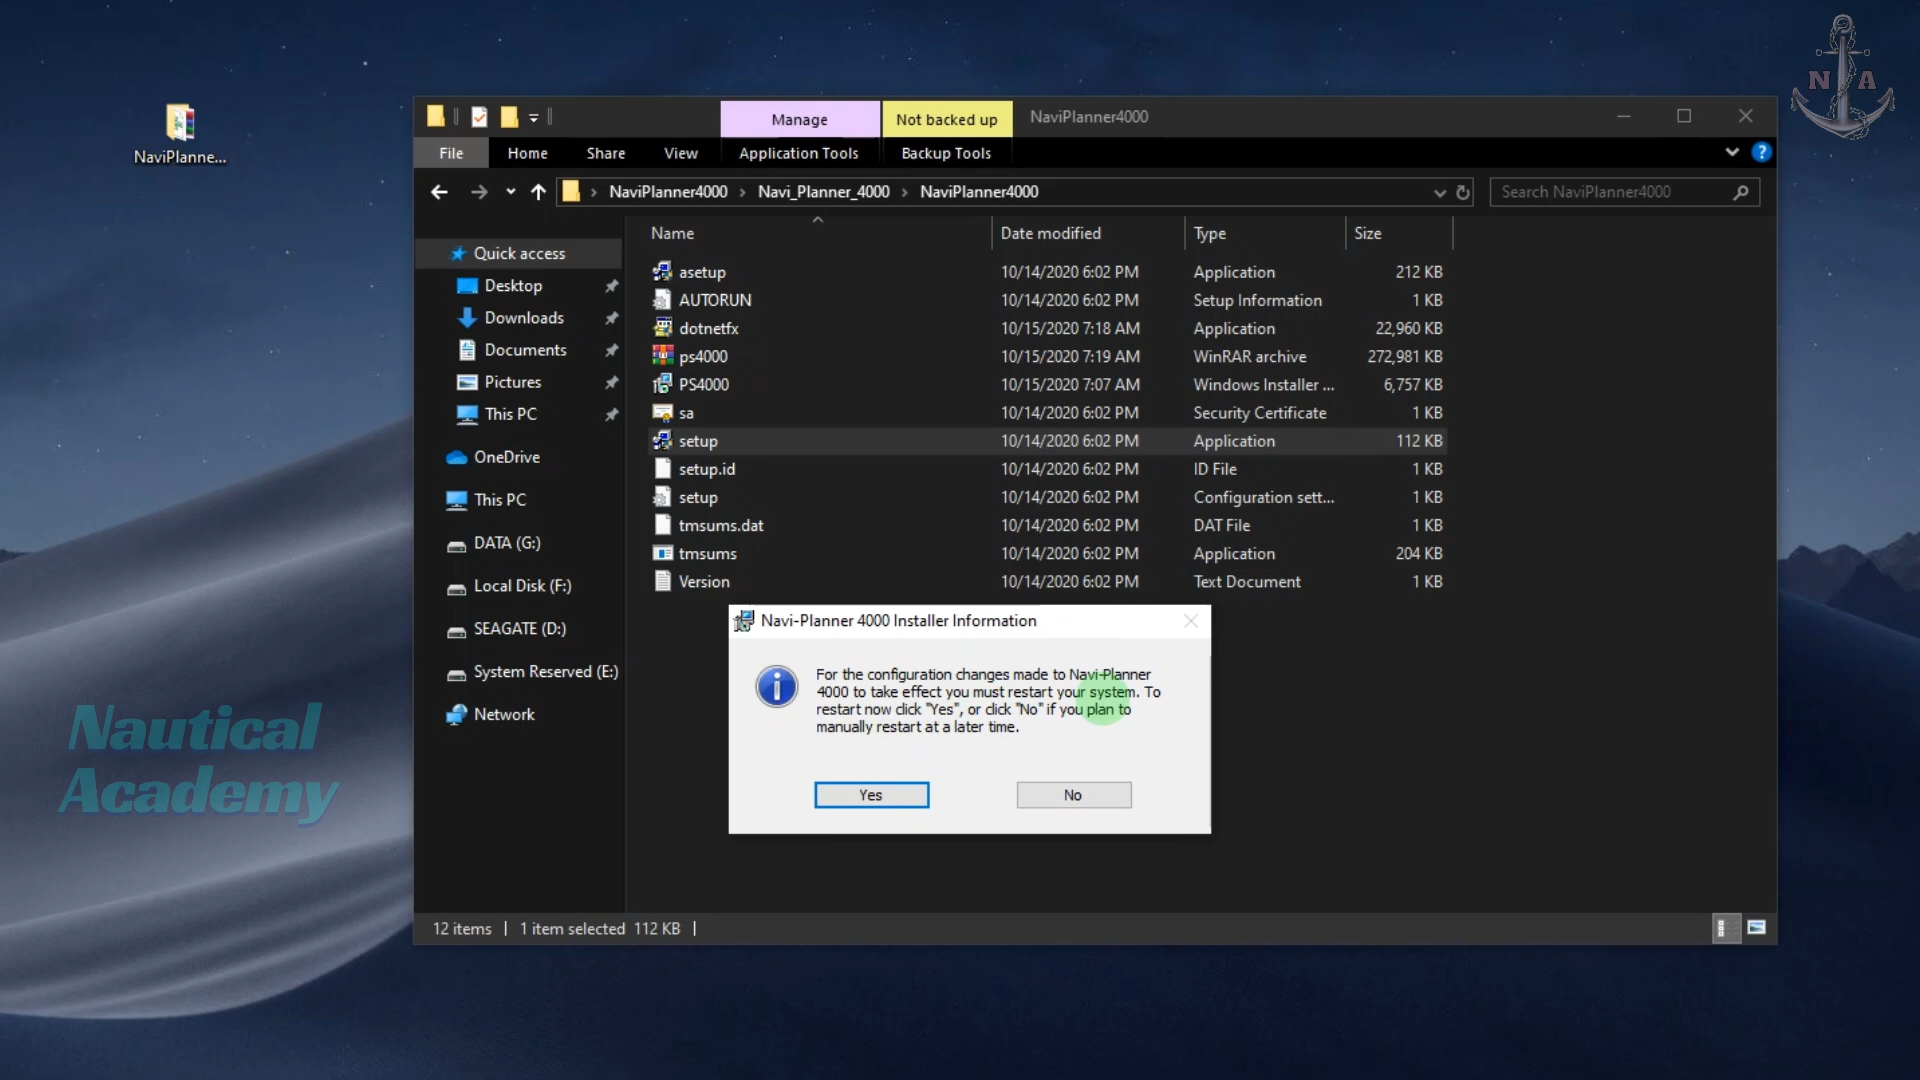 NaviPlanne...
N A
Manage
Not backed up
NaviPlanner4000
File
Home
Share
View
Application Tools
Backup Tools
NaviPlanner4000 › Navi_Planner_4000 › NaviPlanner4000
Search NaviPlanner4000
Name Date modified Type Size
asetup 10/14/2020 6:02 PM Application 212 KB
AUTORUN 10/14/2020 6:02 PM Setup Information 1 KB
dotnetfx 10/15/2020 7:18 AM Application 22,960 KB
ps4000 10/15/2020 7:19 AM WinRAR archive 272,981 KB
PS4000 10/15/2020 7:07 AM Windows Installer ... 6,757 KB
sa 10/14/2020 6:02 PM Security Certificate 1 KB
setup 10/14/2020 6:02 PM Application 112 KB
setup.id 10/14/2020 6:02 PM ID File 1 KB
setup 10/14/2020 6:02 PM Configuration sett... 1 KB
tmsums.dat 10/14/2020 6:02 PM DAT File 1 KB
tmsums 10/14/2020 6:02 PM Application 204 KB
Version 10/14/2020 6:02 PM Text Document 1 KB
Quick access
Desktop
Downloads
Documents
Pictures
This PC
OneDrive
This PC
DATA (G:)
Local Disk (F:)
SEAGATE (D:)
System Reserved (E:)
Network
Navi-Planner 4000 Installer Information
For the configuration changes made to Navi-Planner
4000 to take effect you must restart your system. To
restart now click "Yes", or click "No" if you plan to
manually restart at a later time.
Yes
No
Nautical
Academy
12 items
1 item selected 112 KB